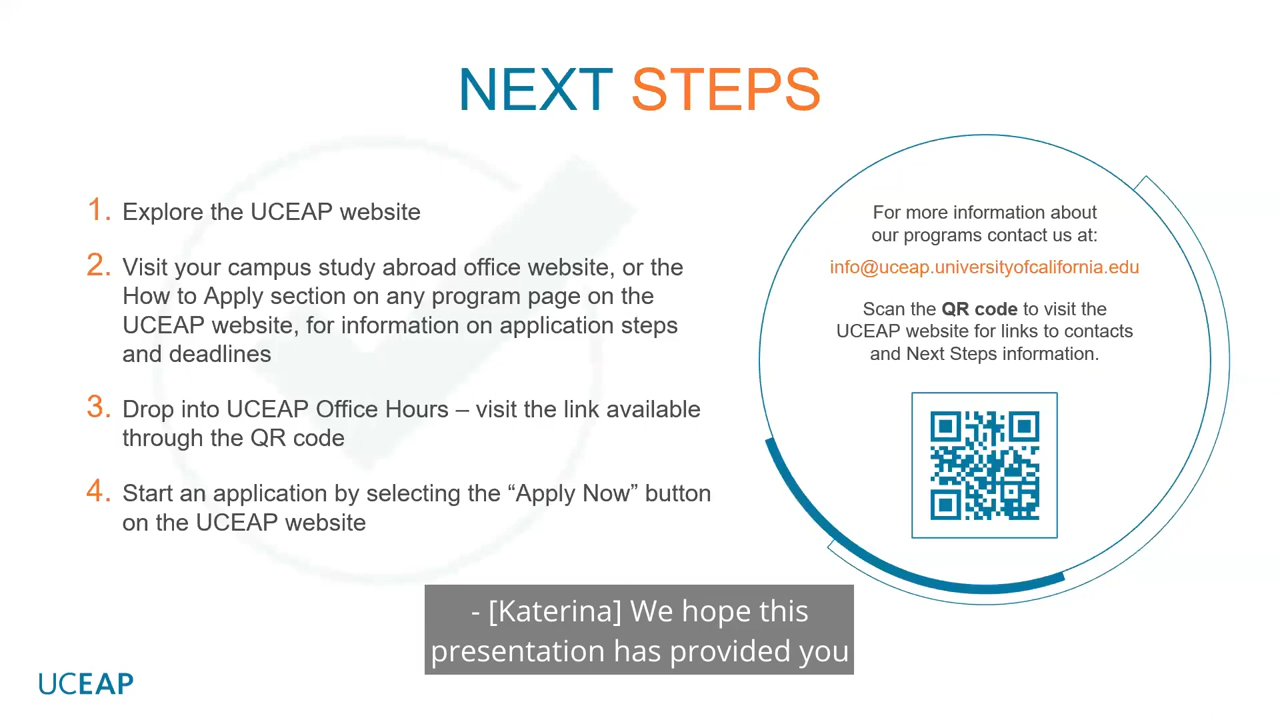 NEXT STEPS
1. Explore the UCEAP website
2. Visit your campus study abroad office website, or the
How to Apply section on any program page on the
UCEAP website, for information on application steps
and deadlines
3. Drop into UCEAP Office Hours – visit the link available
through the QR code
4. Start an application by selecting the “Apply Now” button
on the UCEAP website
For more information about
our programs contact us at:
info@uceap.universityofcalifornia.edu
Scan the QR code to visit the
UCEAP website for links to contacts
and Next Steps information.
- [Katerina] We hope this
presentation has provided you
UCEAP